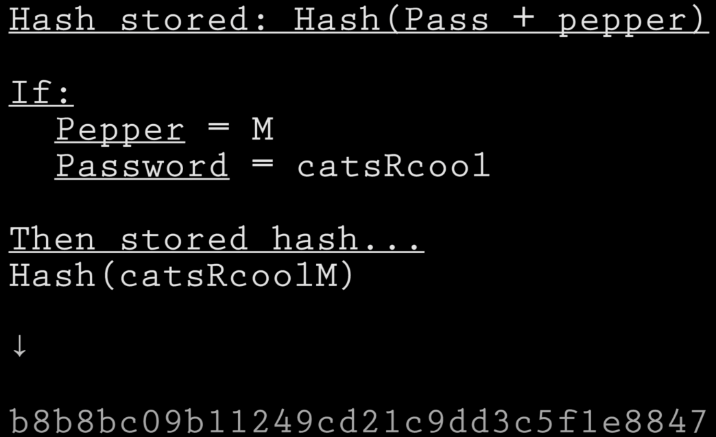 Hash stored: Hash(Pass + pepper)
If:
Pepper = M
Password = catsRcool
Then stored hash...
Hash(catsRcoolM)
↓
b8b8bc09b11249cd21c9dd3c5f1e8847